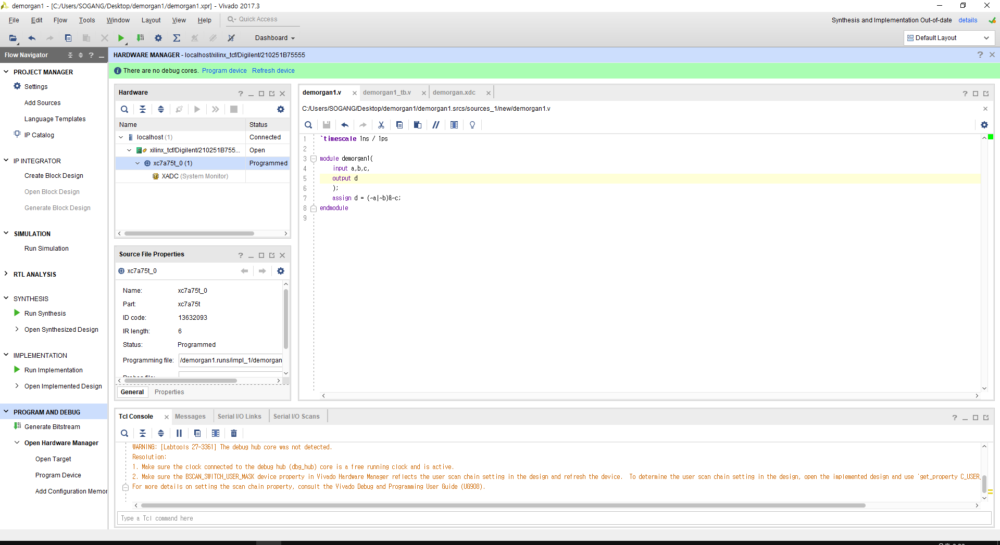 demorgan1 - [C:/Users/SOGANG/Desktop/demorgan1/demorgan1.xpr] - Vivado 2017.3
File Edit Flow Tools Window Layout View Help Quick Access
Synthesis and Implementation Out-of-date details
Dashboard
Default Layout
Flow Navigator
HARDWARE MANAGER - localhost/xilinx_tcf/Digilent/210251B75555
There are no debug cores. Program device Refresh device
PROJECT MANAGER
Settings
Add Sources
Language Templates
IP Catalog
IP INTEGRATOR
Create Block Design
Open Block Design
Generate Block Design
SIMULATION
Run Simulation
RTL ANALYSIS
SYNTHESIS
Run Synthesis
Open Synthesized Design
IMPLEMENTATION
Run Implementation
Open Implemented Design
PROGRAM AND DEBUG
Generate Bitstream
Open Hardware Manager
Open Target
Program Device
Add Configuration Memor
Hardware
Name Status
localhost (1) Connected
xilinx_tcf/Digilent/210251B755... Open
xc7a75t_0 (1) Programmed
XADC (System Monitor)
Source File Properties
xc7a75t_0
Name: xc7a75t_0
Part: xc7a75t
ID code: 13632093
IR length: 6
Status: Programmed
Programming file: /demorgan1.runs/impl_1/demorgan
General Properties
demorgan1.v demorgan1_tb.v demorgan.xdc
C:/Users/SOGANG/Desktop/demorgan1/demorgan1.srcs/sources_1/new/demorgan1.v
1 `timescale 1ns / 1ps
2
3 module demorgan1(
4 input a,b,c,
5 output d
6 );
7 assign d = (~a|~b)&~c;
8 endmodule
9
Tcl Console Messages Serial I/O Links Serial I/O Scans
WARNING: [Labtools 27-3361] The debug hub core was not detected.
Resolution:
1. Make sure the clock connected to the debug hub (dbg_hub) core is a free running clock and is active.
2. Make sure the BSCAN_SWITCH_USER_MASK device property in Vivado Hardware Manager reflects the user scan chain setting in the design and refresh the device.  To determine the user scan chain setting in the design, open the implemented design and use 'get_property C_USER_
For more details on setting the scan chain property, consult the Vivado Debug and Programming User Guide (UG908).
Type a Tcl command here